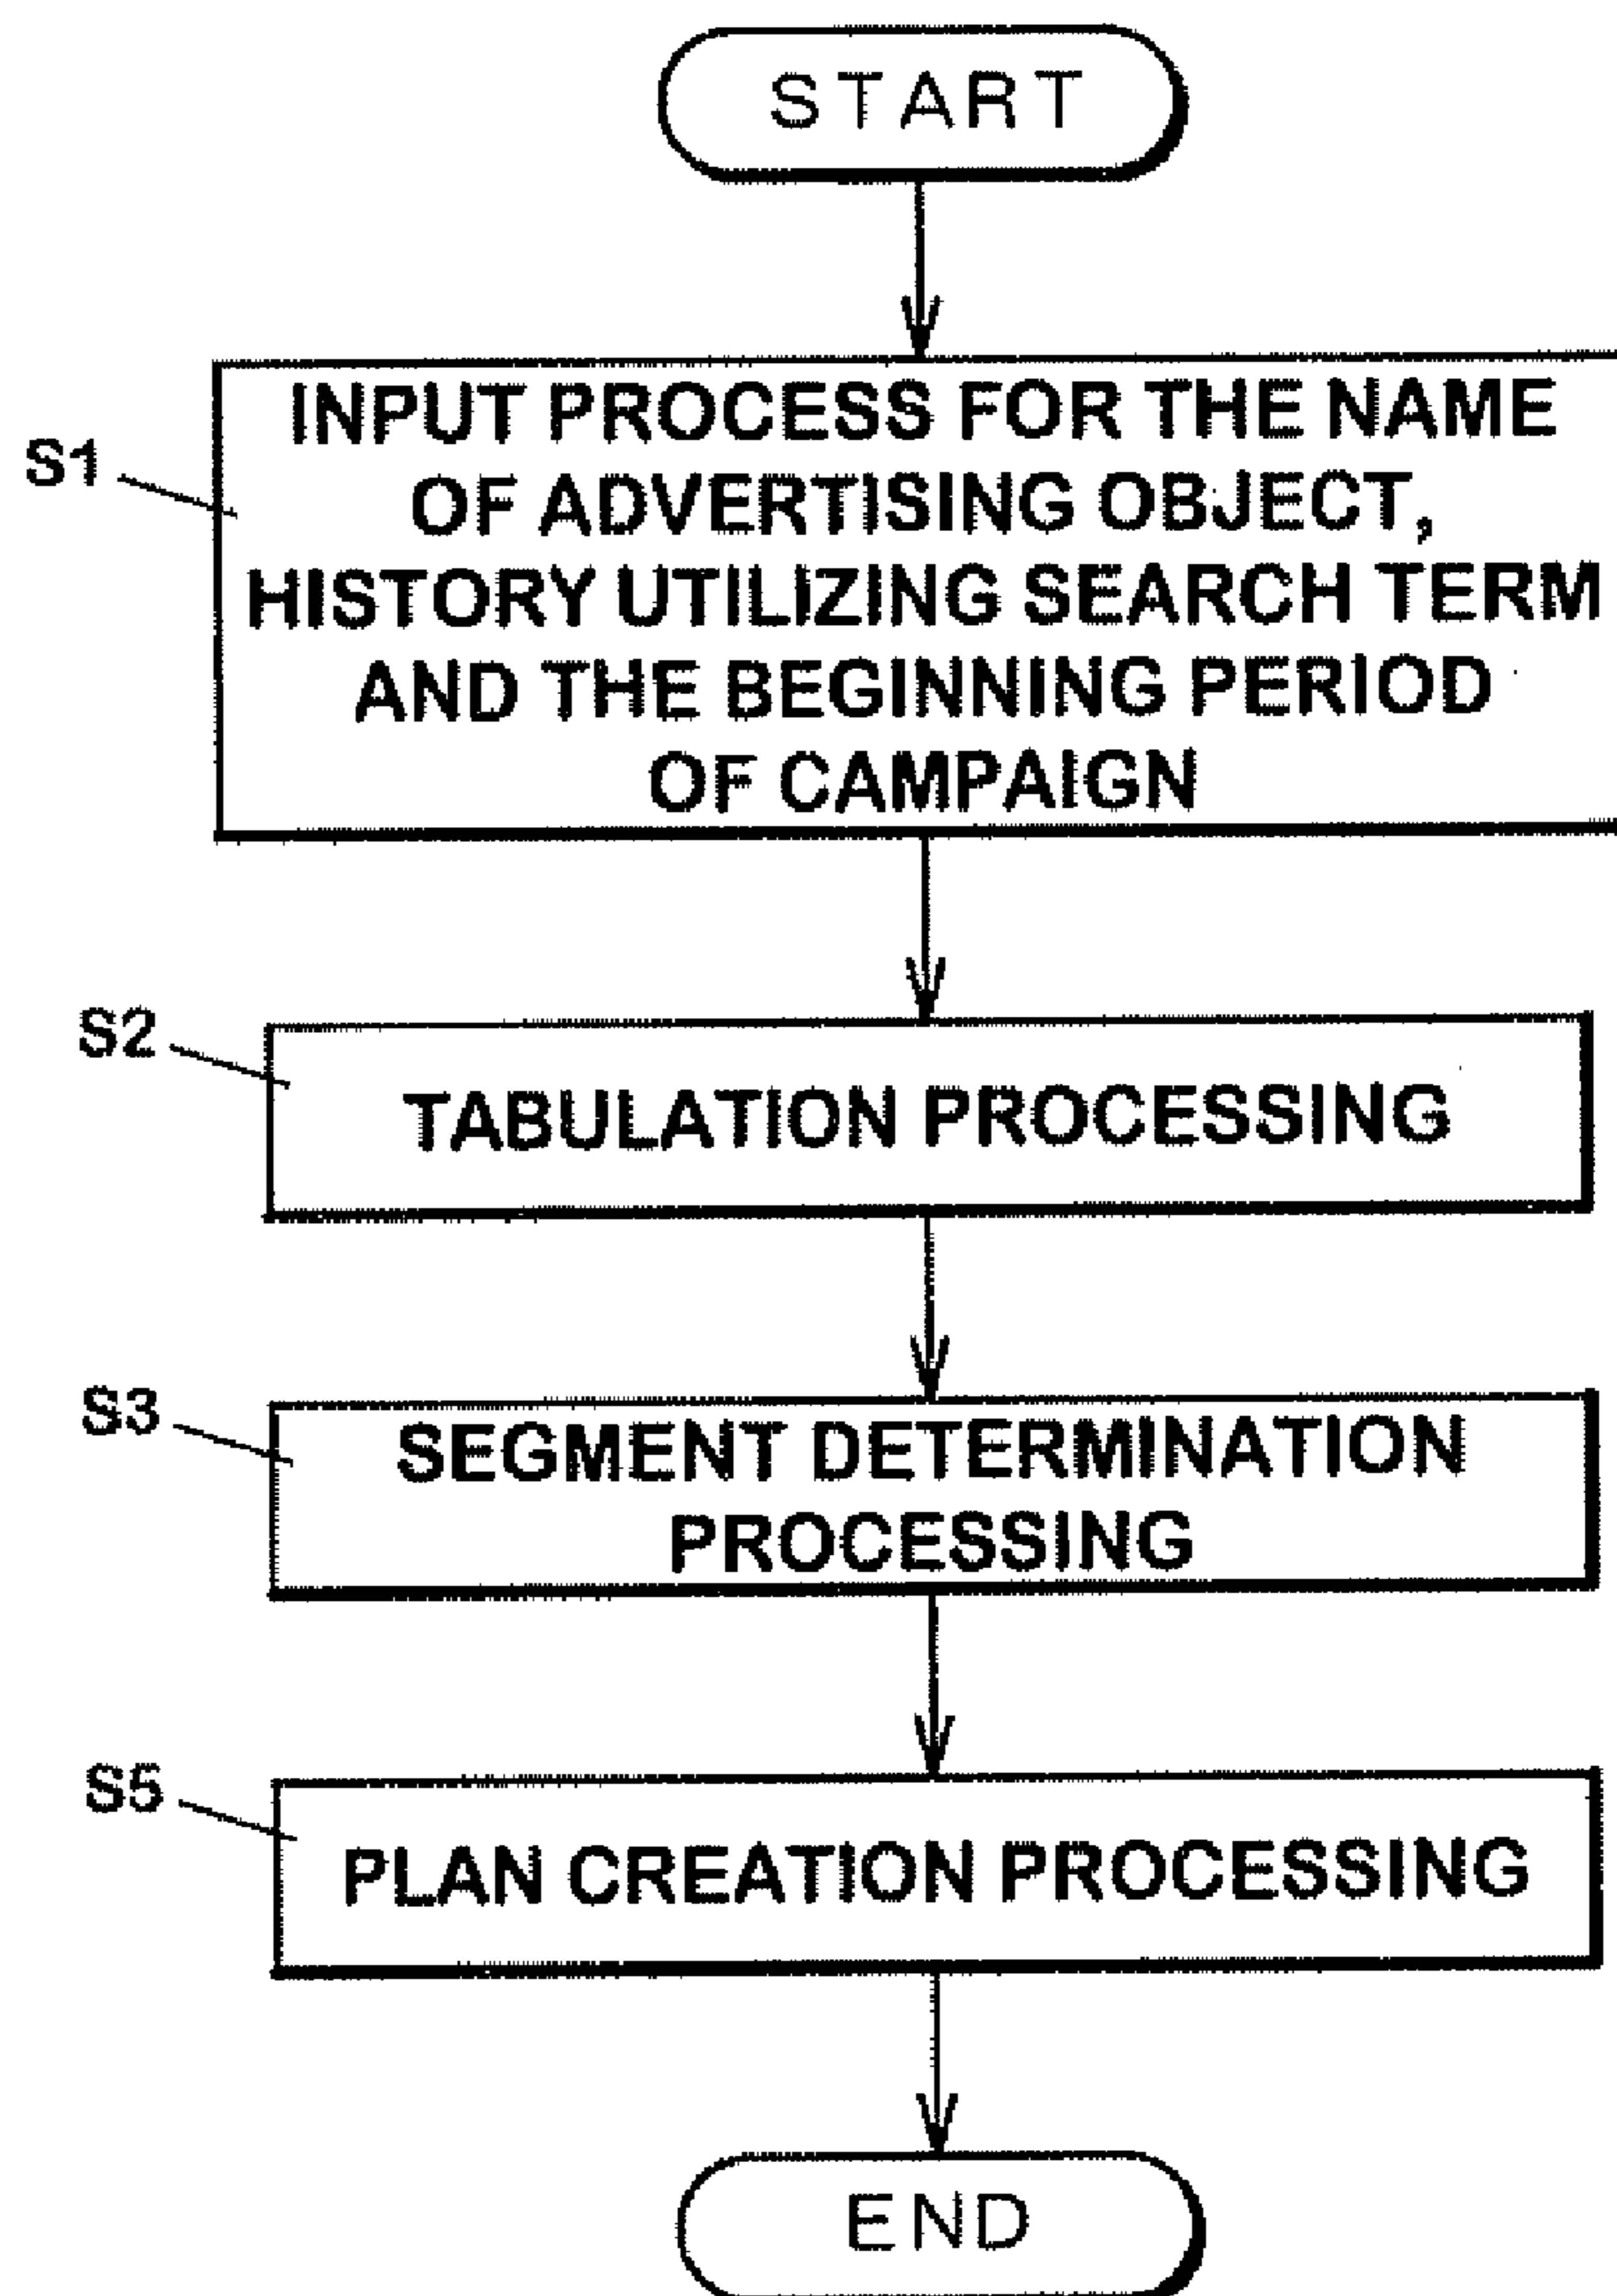 START
S1
INPUT PROCESS FOR THE NAME
OF ADVERTISING OBJECT,
HISTORY UTILIZING SEARCH TERM
AND THE BEGINNING PERIOD
OF CAMPAIGN
S2
TABULATION PROCESSING
S3
SEGMENT DETERMINATION
PROCESSING
S5
PLAN CREATION PROCESSING
END